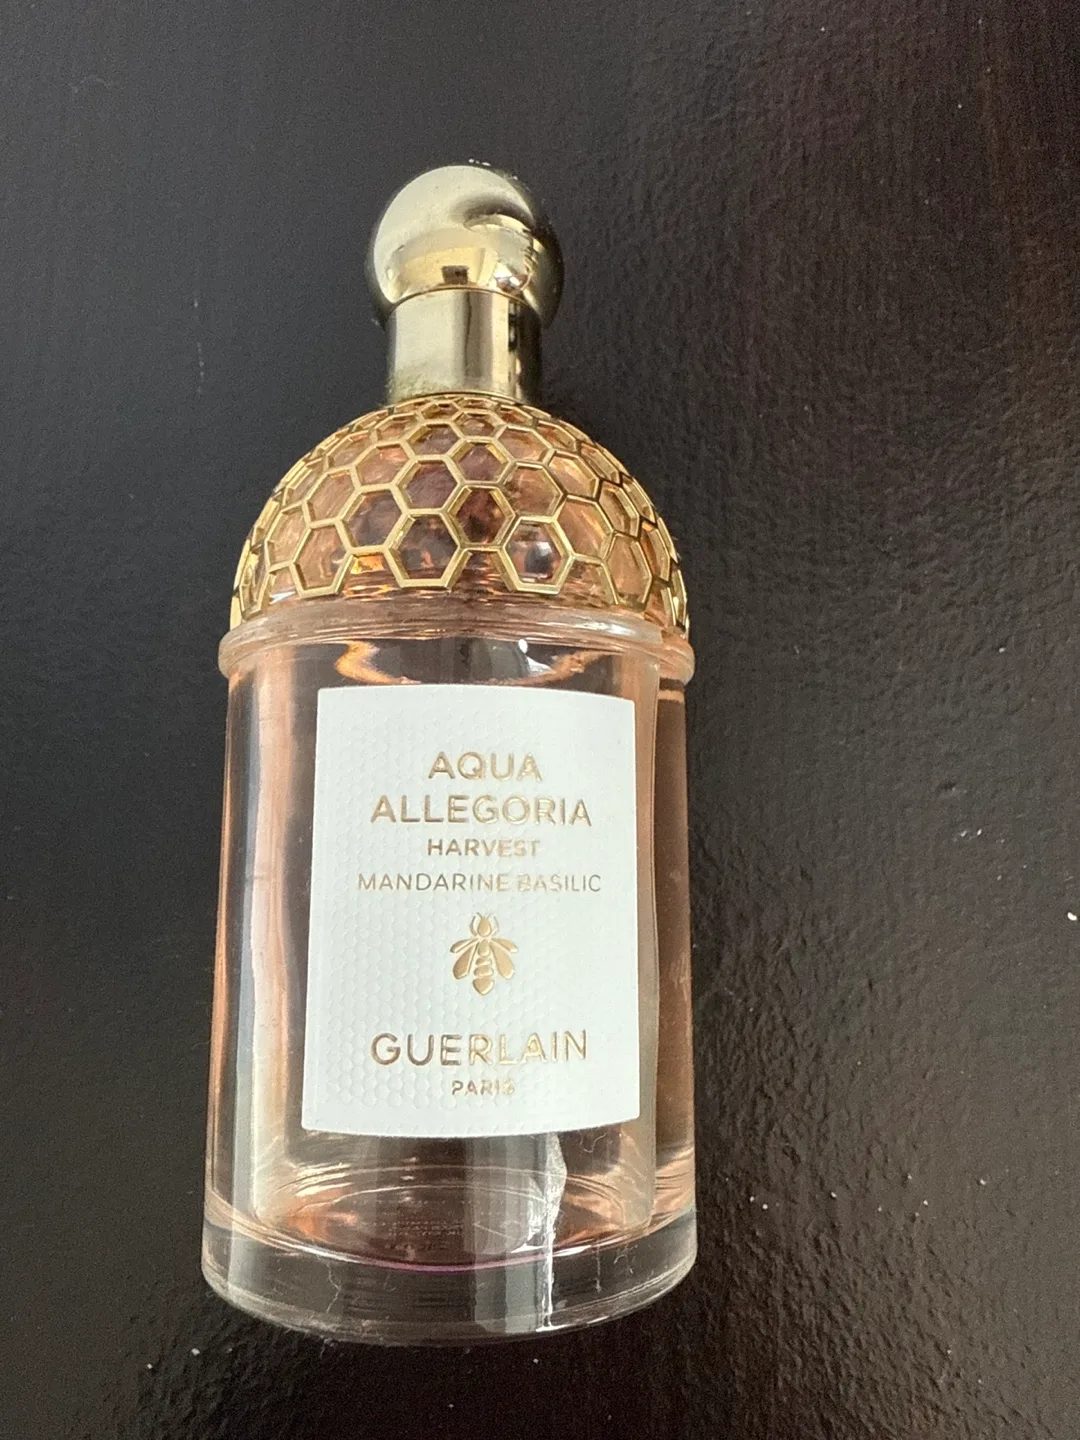 AQUA
ALLEGORIA
HARVEST
MANDARINE BASILIC
GUERLAIN
PARIS